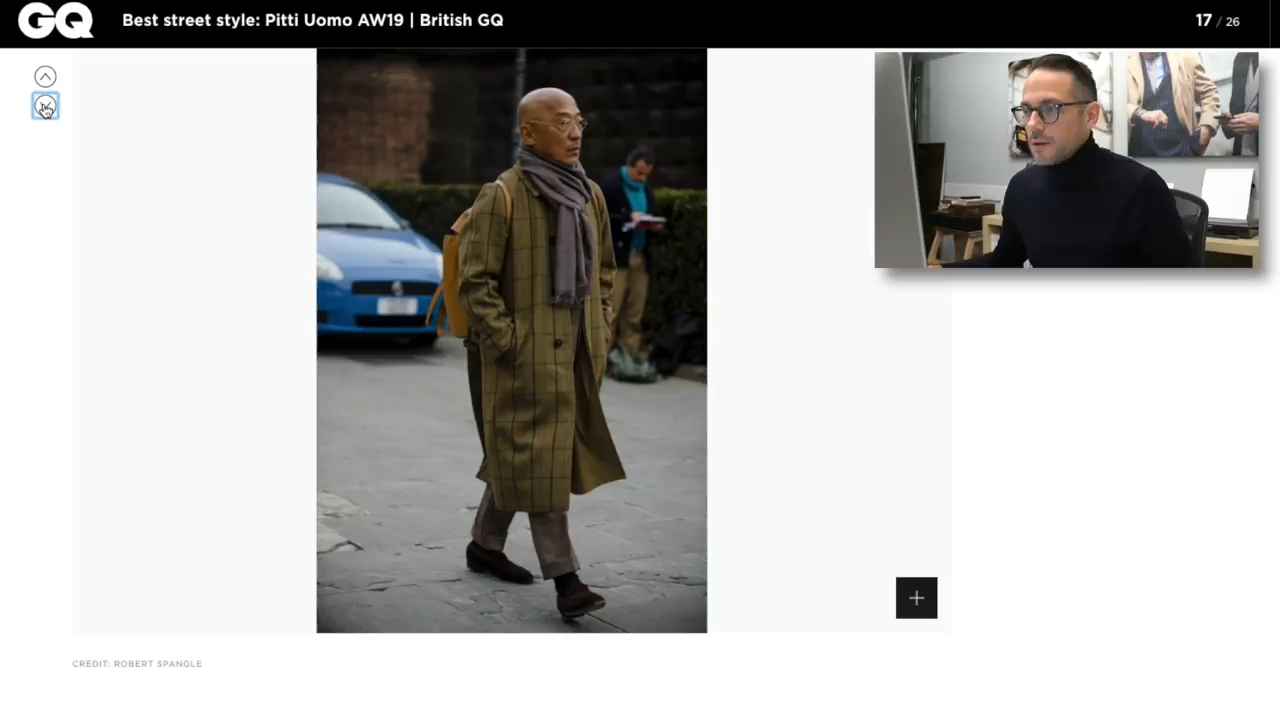 GQ
Best street style: Pitti Uomo AW19 | British GQ
17 / 26
CREDIT: ROBERT SPANGLE